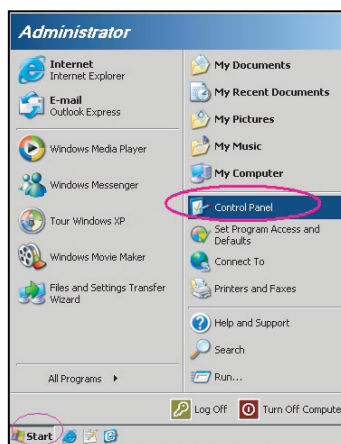 Administrator
Internet
Internet Explorer
E-mail
Outlook Express
Windows Media Player
Windows Messenger
Tour Windows XP
Windows Movie Maker
Files and Settings Transfer
Wizard
All Programs
My Documents
My Recent Documents
My Pictures
My Music
My Computer
Control Panel
Set Program Access and
Defaults
Connect To
Printers and Faxes
Help and Support
Search
Run...
Log Off
Turn Off Compute
Start